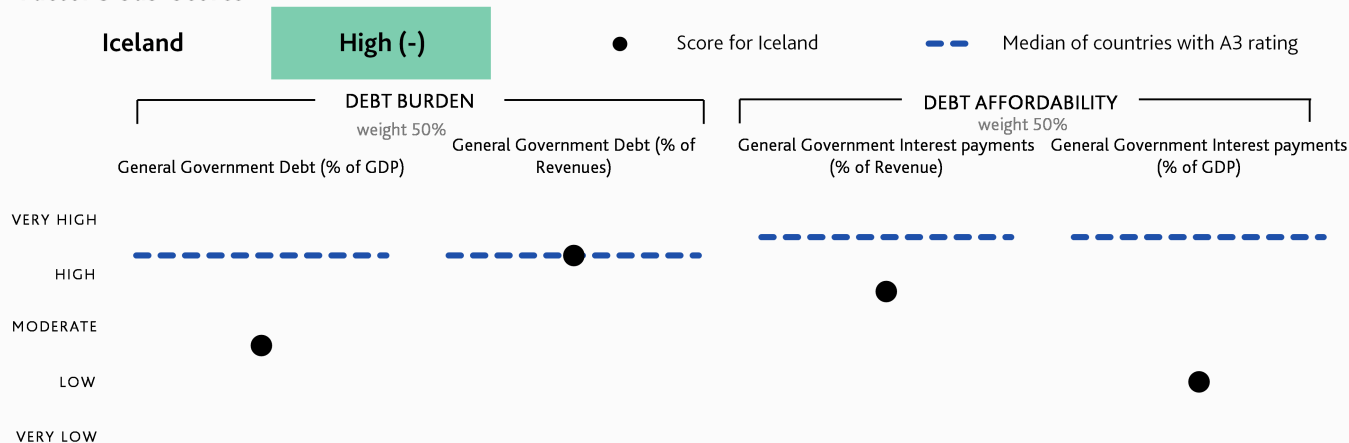 Iceland
High (-)
Score for Iceland
Median of countries with A3 rating
DEBT BURDEN
weight 50%
DEBT AFFORDABILITY
weight 50%
General Government Debt (% of GDP)
General Government Debt (% of
Revenues)
General Government Interest payments
(% of Revenue)
General Government Interest payments
(% of GDP)
VERY HIGH
HIGH
MODERATE
LOW
VERY LOW